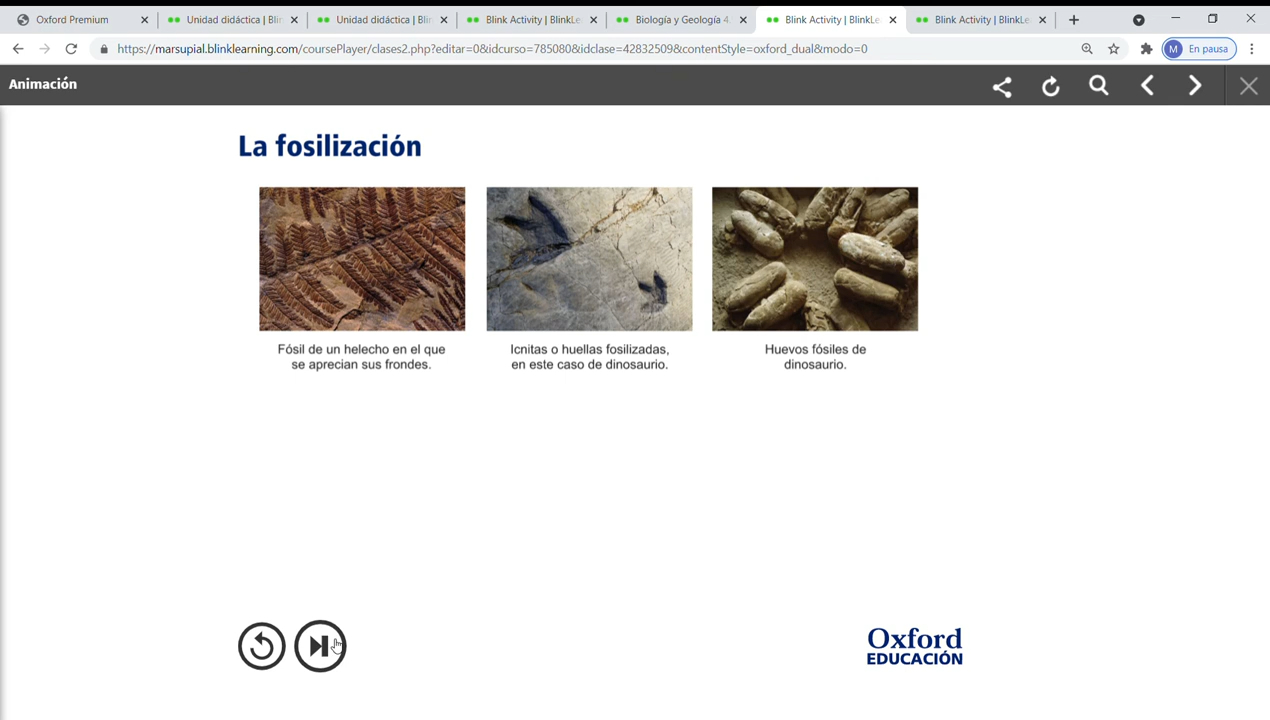 Oxford Premium
Unidad didáctica | Blin
Unidad didáctica | Blin
Blink Activity | BlinkLe
Biología y Geología 4.
Blink Activity | BlinkLe
Blink Activity | BlinkLe
https://marsupial.blinklearning.com/coursePlayer/clases2.php?editar=0&idcurso=785080&idclase=42832509&contentStyle=oxford_dual&modo=0
M En pausa
Animación
La fosilización
Fósil de un helecho en el que
se aprecian sus frondes.
Icnitas o huellas fosilizadas,
en este caso de dinosaurio.
Huevos fósiles de
dinosaurio.
Oxford
EDUCACIÓN